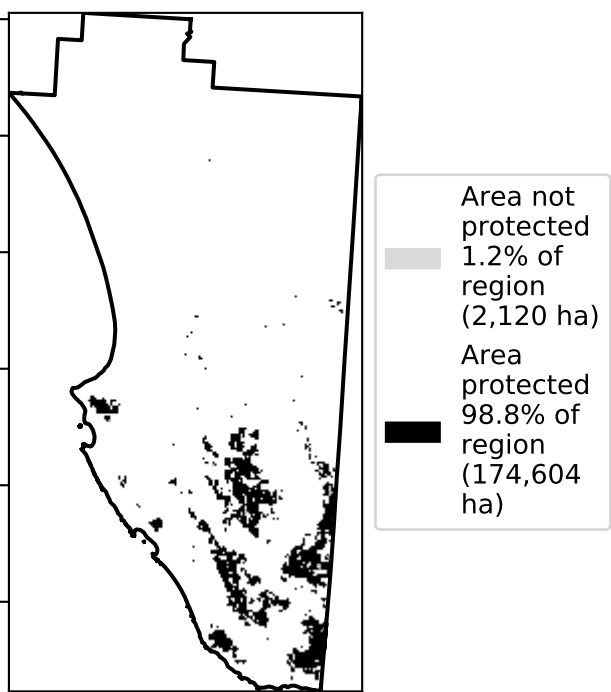 Area not
protected
1.2% of
region
(2,120 ha)
Area
protected
98.8% of
region
(174,604
ha)